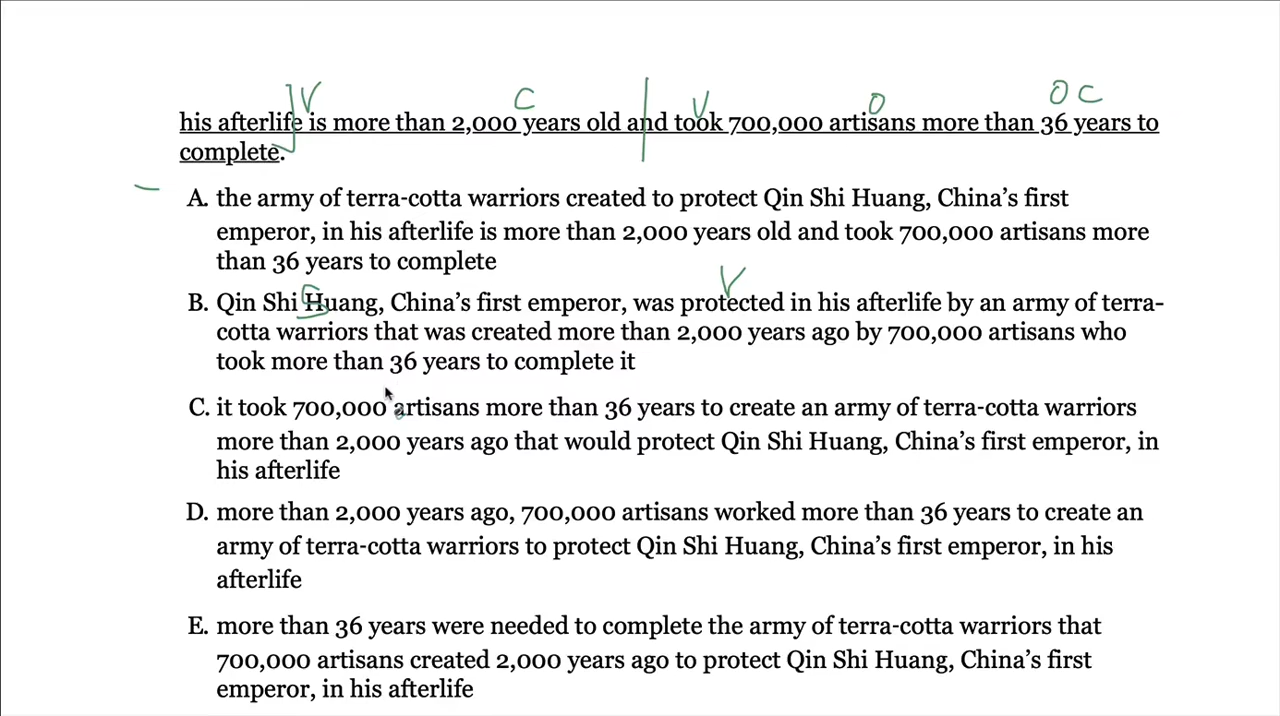 V C V O O C
his afterlife is more than 2,000 years old and took 700,000 artisans more than 36 years to
complete.
A. the army of terra-cotta warriors created to protect Qin Shi Huang, China’s first
emperor, in his afterlife is more than 2,000 years old and took 700,000 artisans more
than 36 years to complete
V
B. Qin Shi Huang, China’s first emperor, was protected in his afterlife by an army of terra-
S
cotta warriors that was created more than 2,000 years ago by 700,000 artisans who
took more than 36 years to complete it
C. it took 700,000 artisans more than 36 years to create an army of terra-cotta warriors
more than 2,000 years ago that would protect Qin Shi Huang, China’s first emperor, in
his afterlife
D. more than 2,000 years ago, 700,000 artisans worked more than 36 years to create an
army of terra-cotta warriors to protect Qin Shi Huang, China’s first emperor, in his
afterlife
E. more than 36 years were needed to complete the army of terra-cotta warriors that
700,000 artisans created 2,000 years ago to protect Qin Shi Huang, China’s first
emperor, in his afterlife